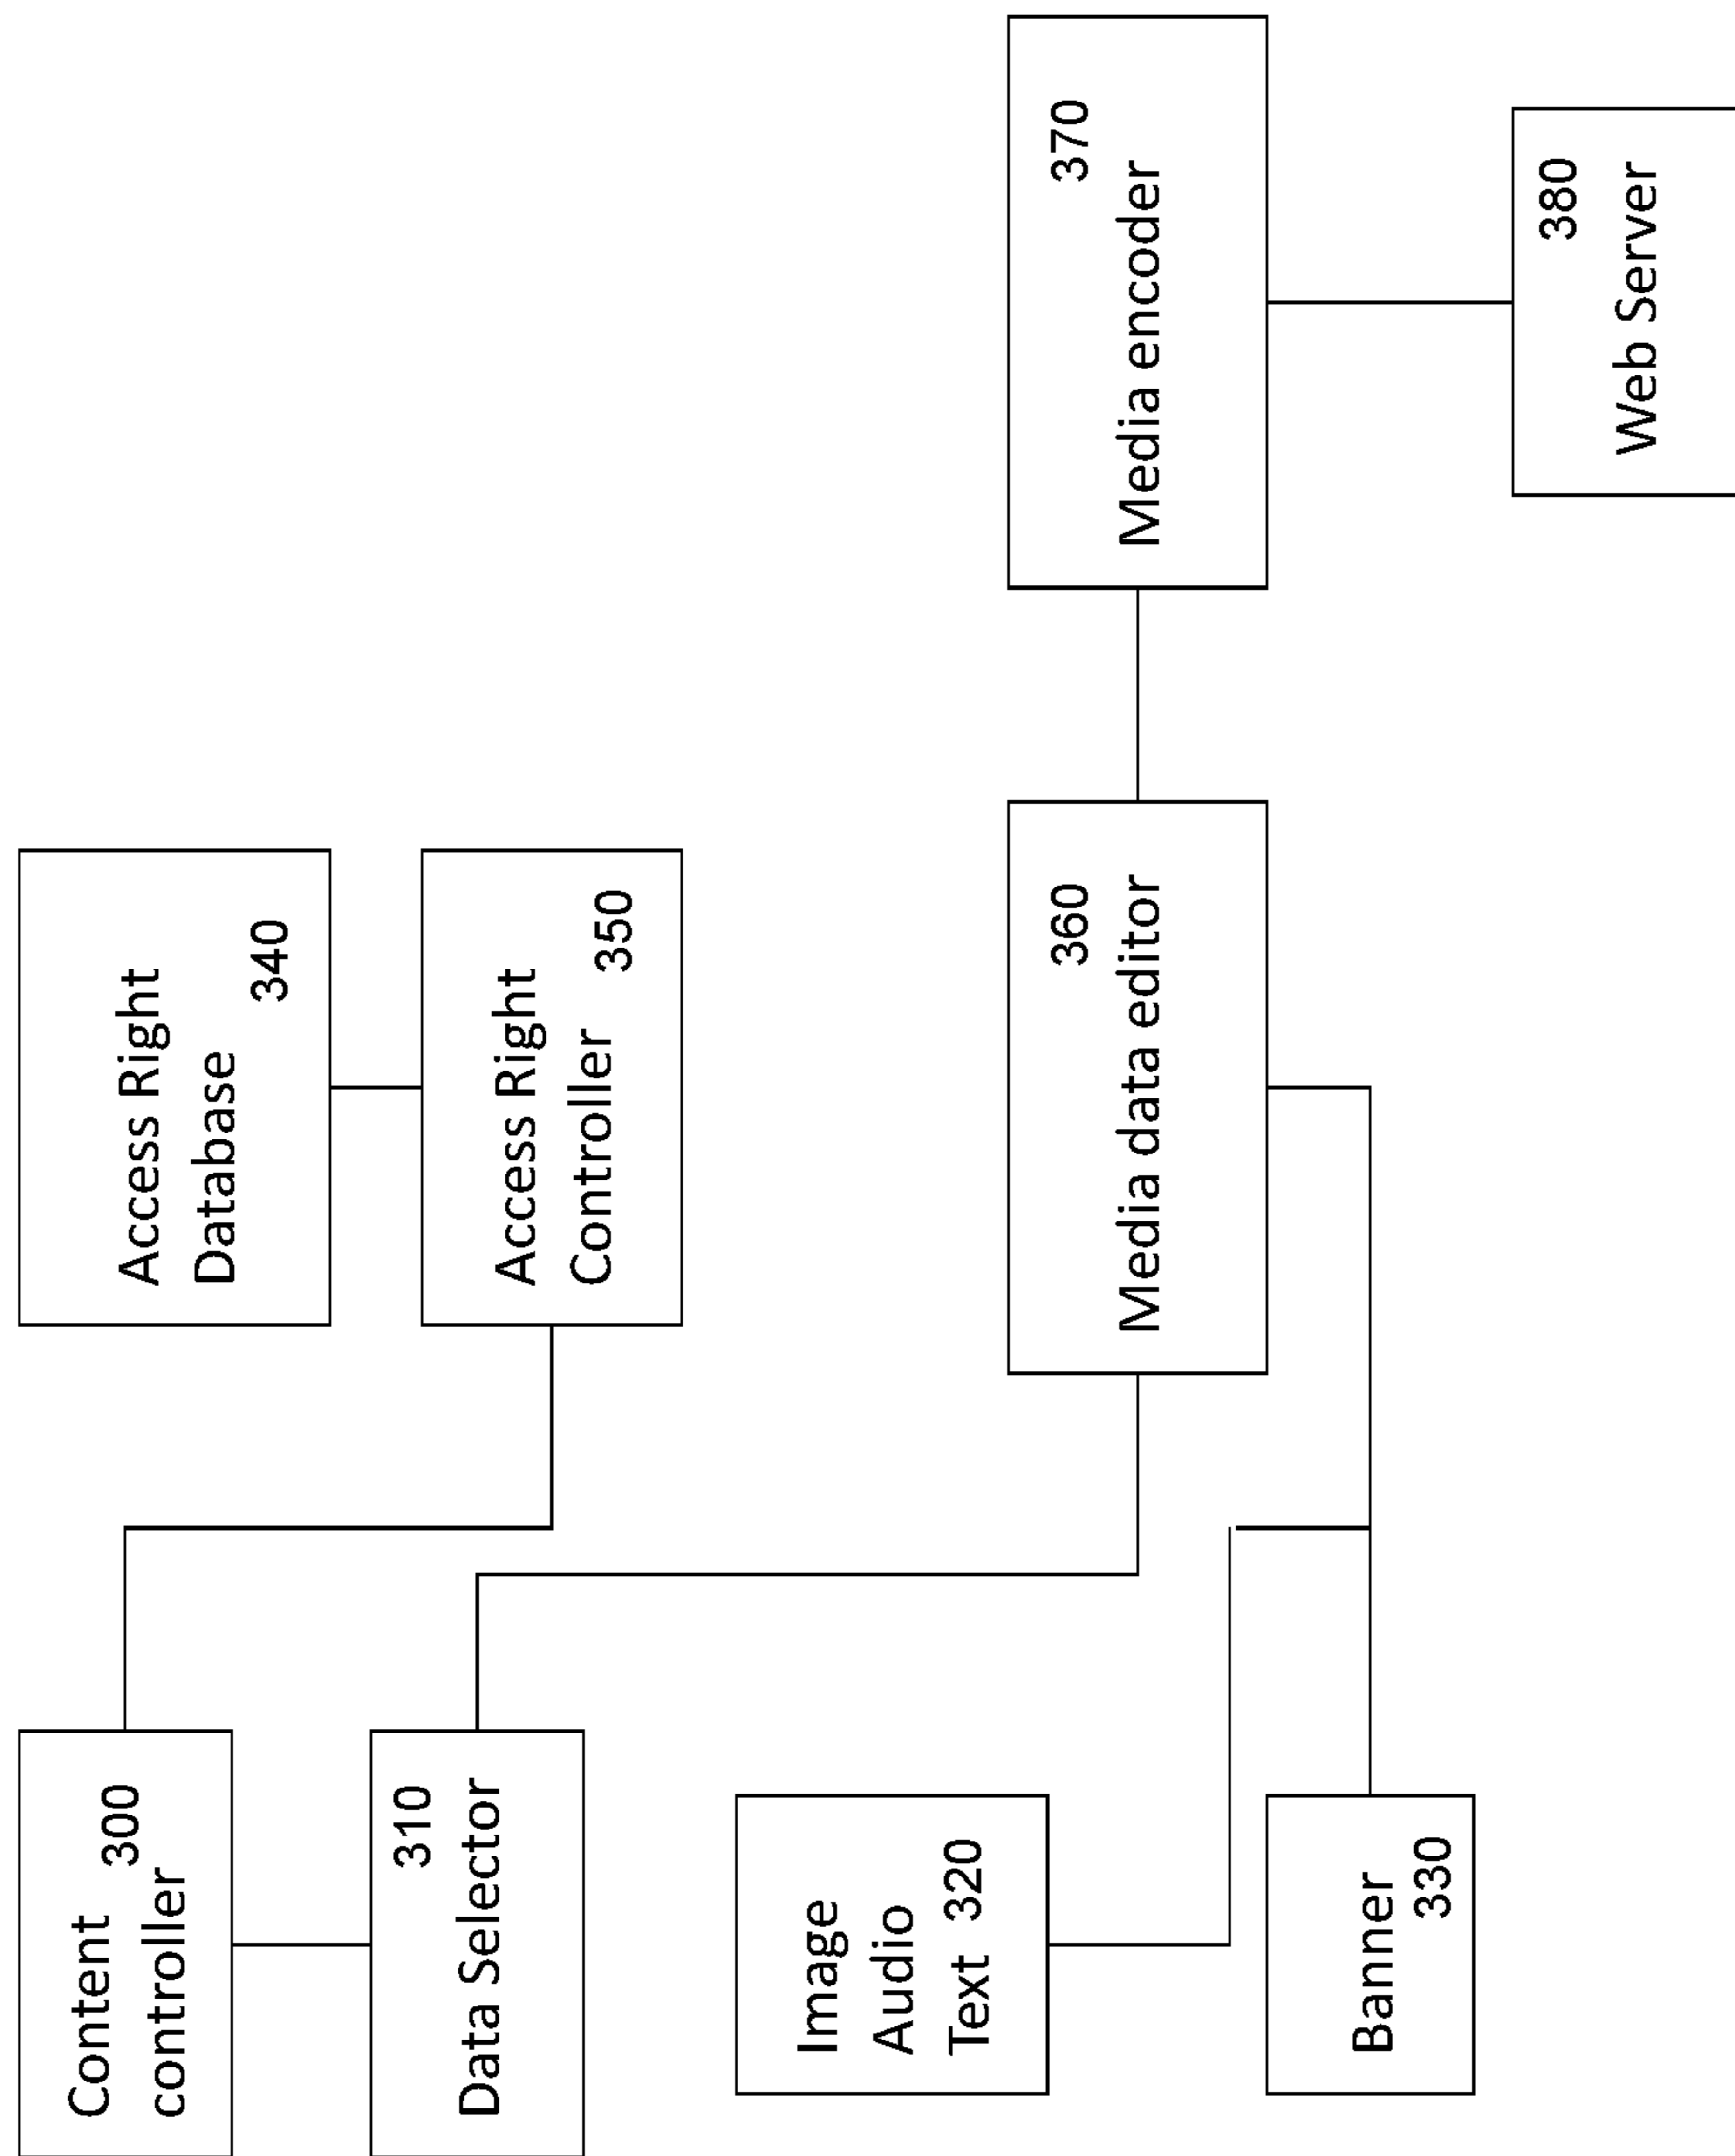 Content 300
controller
310
Data Selector
Image
Audio
Text 320
Banner
330
Access Right
Database
340
Access Right
Controller 350
360
Media data editor
370
Media encoder
380
Web Server